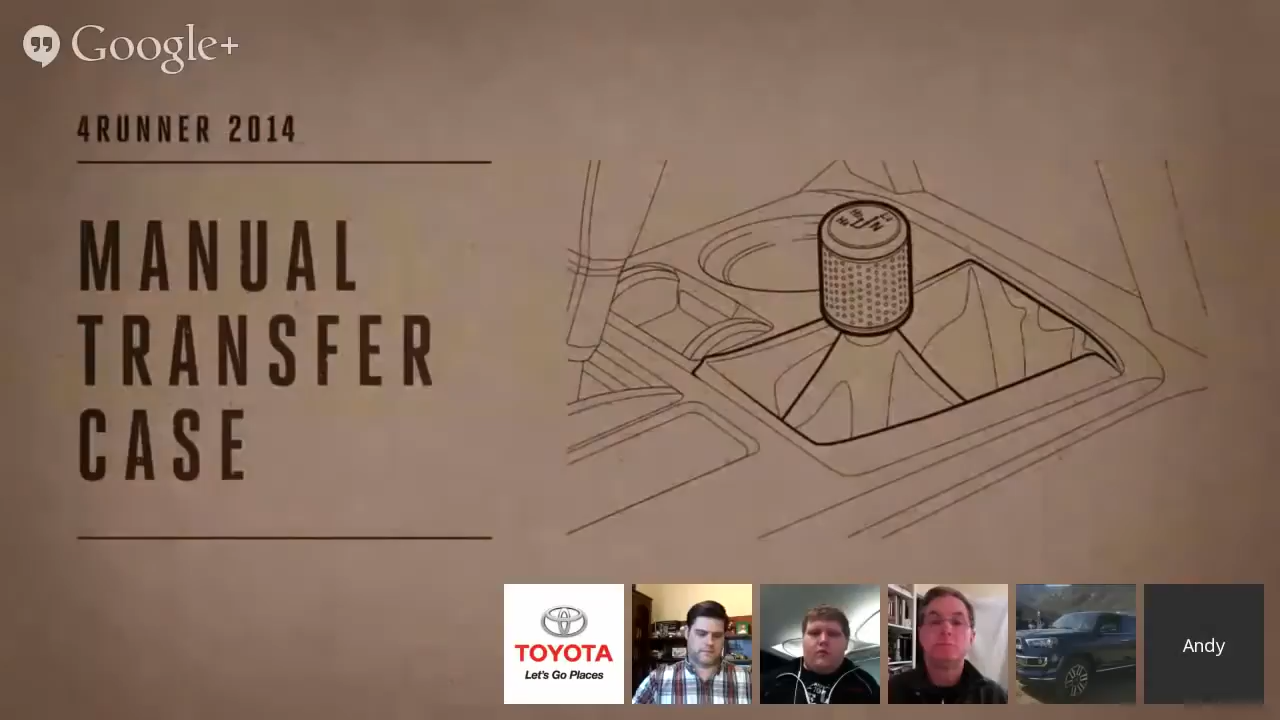 Google+
4RUNNER 2014
MANUAL
TRANSFER
CASE
TOYOTA
Let's Go Places
Andy